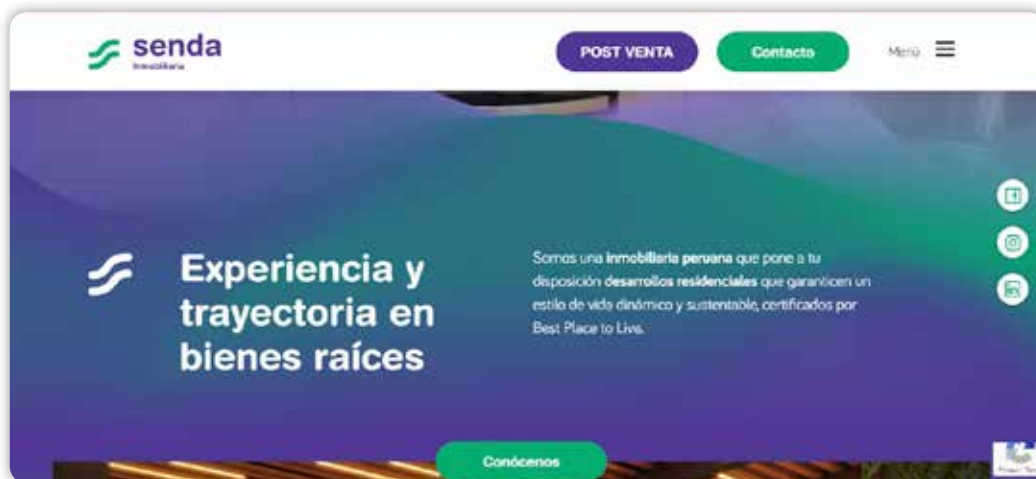 senda
Inmobiliaria
POST VENTA
Contacto
Menú
Experiencia y
trayectoria en
bienes raíces
Somos una inmobiliaria peruana que pone a tu
disposición desarrollos residenciales que garanticen un
estilo de vida dinámico y sustentable, certificados por
Best Place to Live.
Conócenos